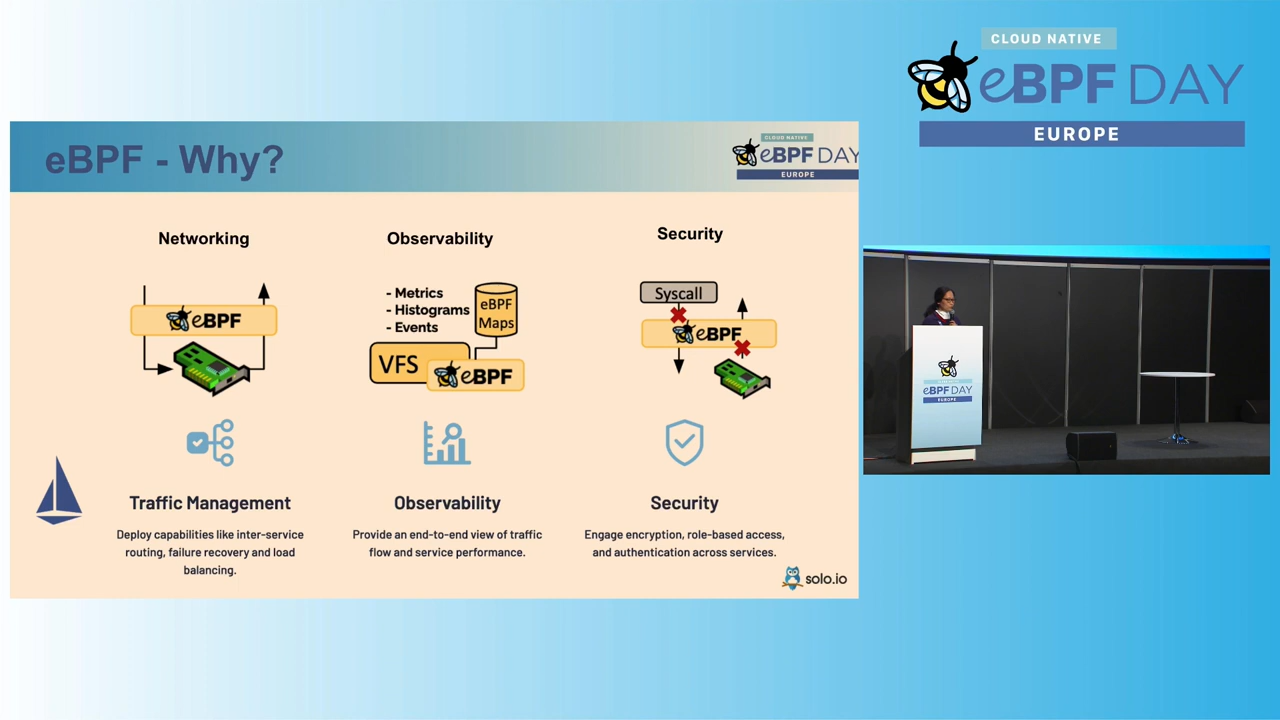 CLOUD NATIVE
eBPF DAY
EUROPE
eBPF - Why?
CLOUD NATIVE
eBPF DAY
EUROPE
Networking
Observability
Security
eBPF
- Metrics
- Histograms
- Events
eBPF
Maps
VFS
eBPF
Syscall
eBPF
Traffic Management
Deploy capabilities like inter-service
routing, failure recovery and load
balancing.
Observability
Provide an end-to-end view of traffic
flow and service performance.
Security
Engage encryption, role-based access,
and authentication across services.
solo.io
eBPF DAY
EUROPE